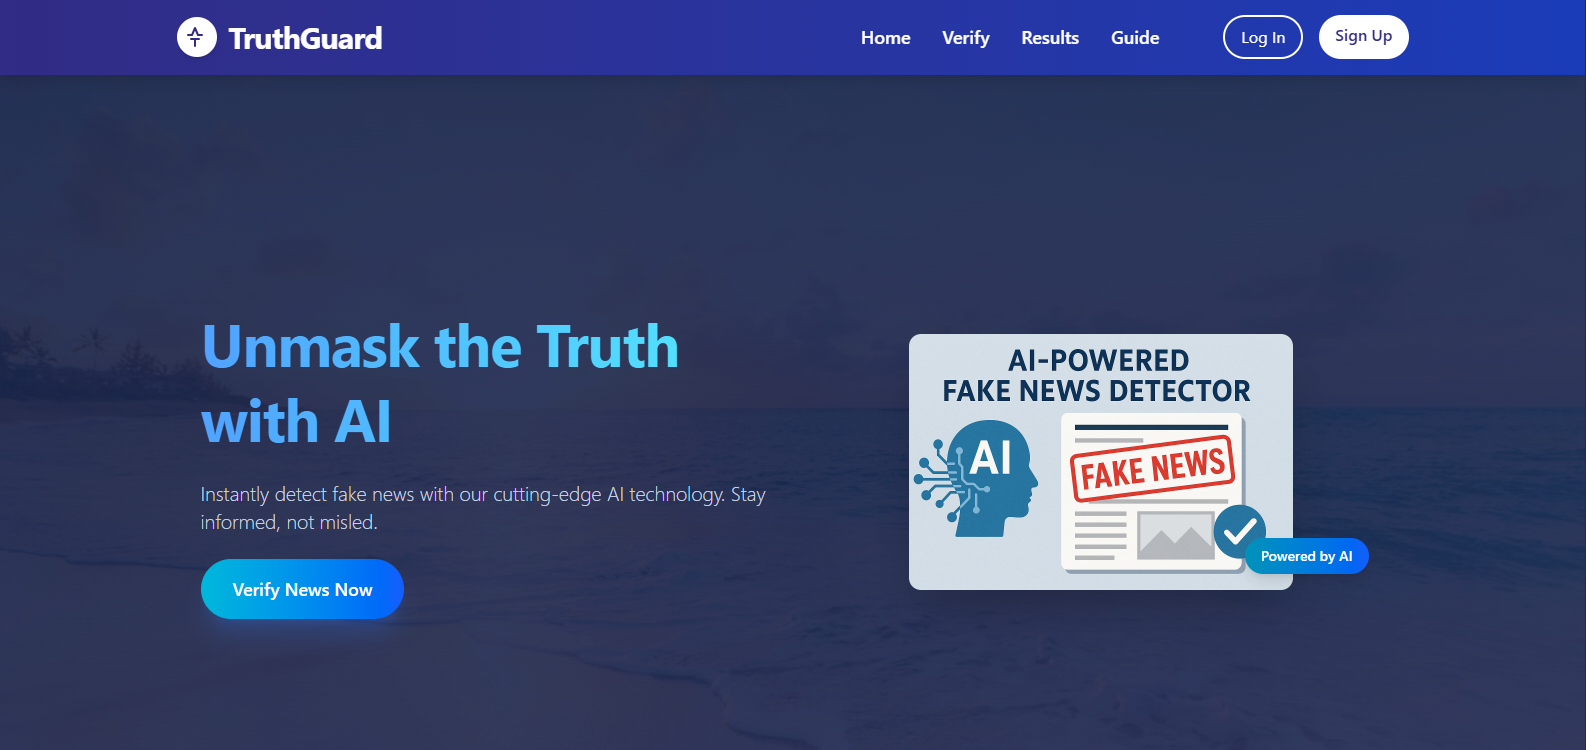 TruthGuard
Home
Verify
Results
Guide
Log In
Sign Up
Unmask the Truth
with AI
Instantly detect fake news with our cutting-edge AI technology. Stay
informed, not misled.
Verify News Now
AI-POWERED
FAKE NEWS DETECTOR
AI
FAKE NEWS
Powered by AI